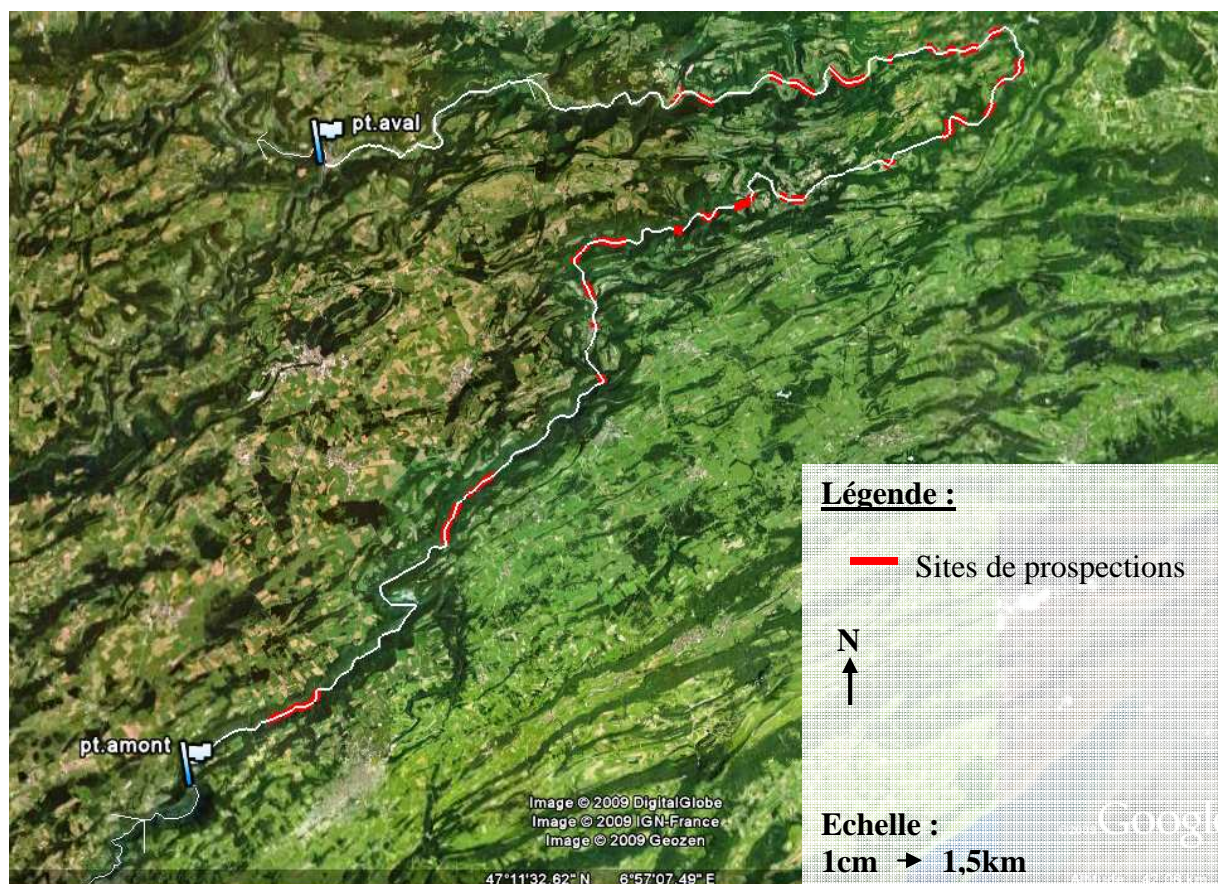 pt.aval
pt.amont
Légende :
Sites de prospections
N
Echelle :
1cm → 1,5km
Image © 2009 DigitalGlobe
Image © 2009 IGN-France
Image © 2009 Geozen
47°11'32.62" N 6°57'07.49" E
Google